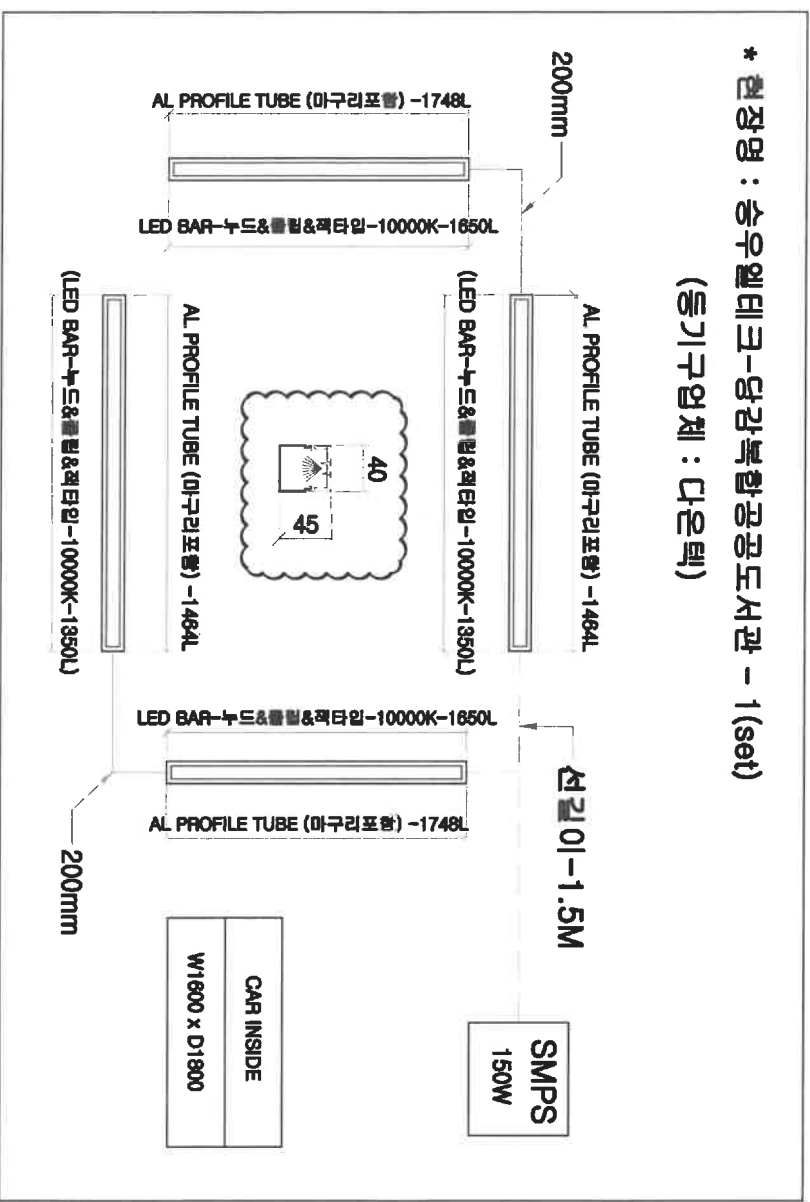 * 현장명 : 승우엘테크-당감복합공공도서관 - 1(set)
(등기구업체 : 다온텍)
200mm
AL PROFILE TUBE (마구리포함) -1748L
LED BAR-누드&클립&잭타입-10000K-1650L
AL PROFILE TUBE (마구리포함) -1464L
(LED BAR-누드&클립&잭타입-10000K-1350L)
선길이-1.5M
SMPS
150W
40
45
AL PROFILE TUBE (마구리포함) -1464L
(LED BAR-누드&클립&잭타입-10000K-1350L)
LED BAR-누드&클립&잭타입-10000K-1650L
AL PROFILE TUBE (마구리포함) -1748L
200mm
CAR INSIDE
W1600 x D1800